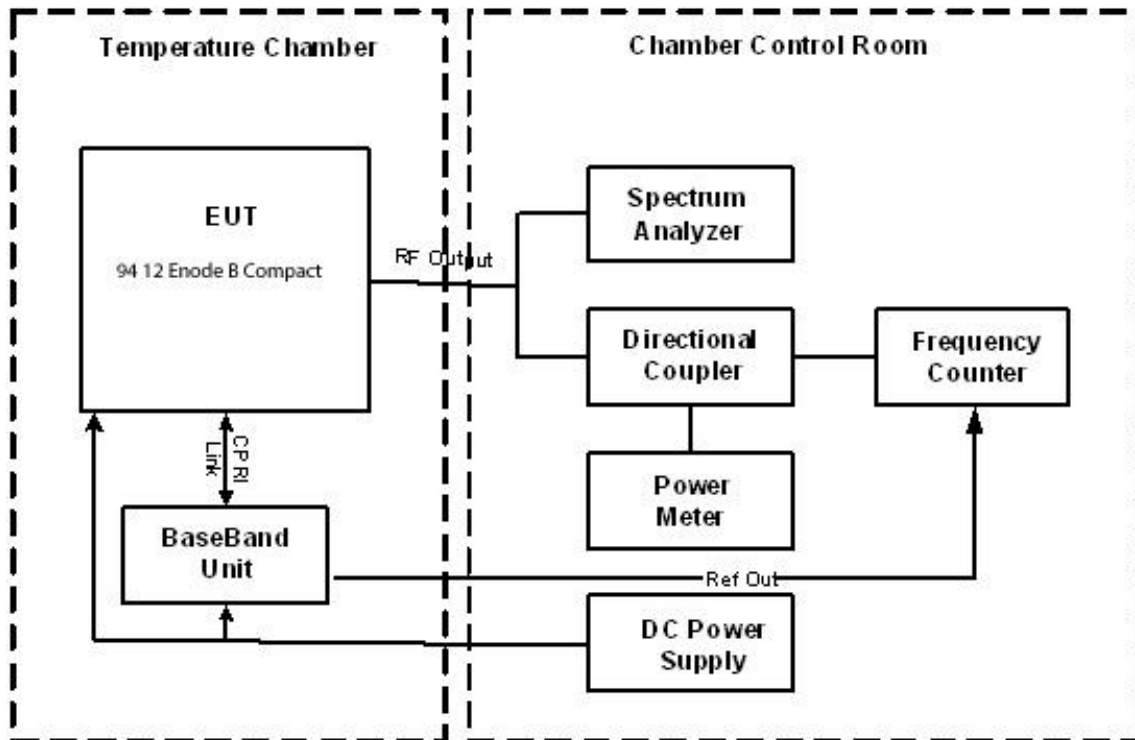 Temperature Chamber
Chamber Control Room
EUT
94 12 Enode B Compact
RF Output
Spectrum
Analyzer
Directional
Coupler
Frequency
Counter
CPRI
Link
Power
Meter
BaseBand
Unit
Ref Out
DC Power
Supply